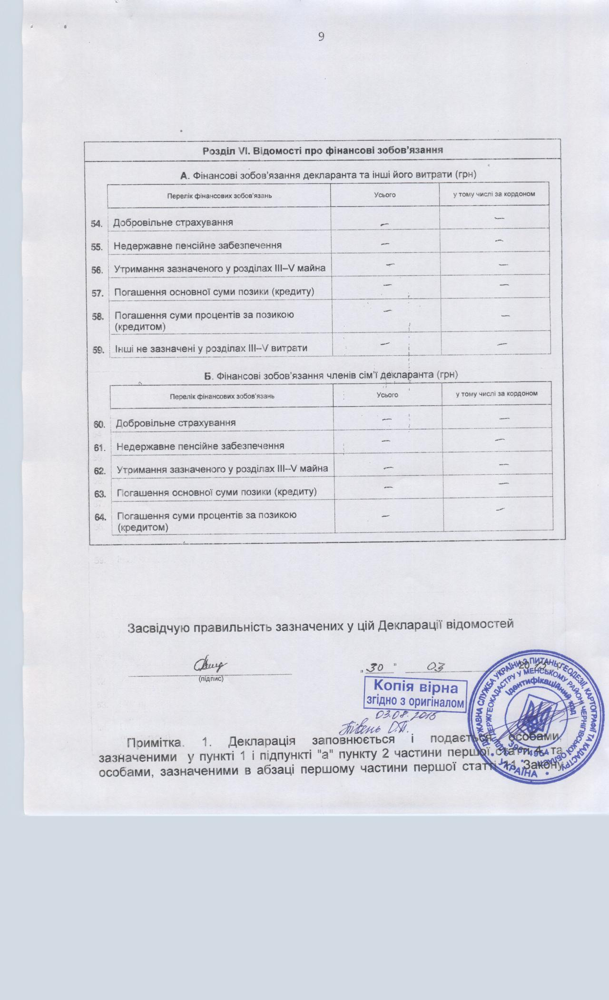 9
Розділ VI. Відомості про фінансові зобов'язання
А. Фінансові зобов'язання декларанта та інші його витрати (грн)
Перелік фінансових зобов'язань Усього у тому числі за кордоном
54. Добровільне страхування — —
55. Недержавне пенсійне забезпечення — —
56. Утримання зазначеного у розділах III–V майна — —
57. Погашення основної суми позики (кредиту) — —
58. Погашення суми процентів за позикою — —
(кредитом)
59. Інші не зазначені у розділах III–V витрати — —
Б. Фінансові зобов'язання членів сім'ї декларанта (грн)
Перелік фінансових зобов'язань Усього у тому числі за кордоном
60. Добровільне страхування — —
61. Недержавне пенсійне забезпечення — —
62. Утримання зазначеного у розділах III–V майна — —
63. Погашення основної суми позики (кредиту) — —
64. Погашення суми процентів за позикою — —
(кредитом)
Засвідчую правильність зазначених у цій Декларації відомостей
„30" 03 2015
(підпис)
Копія вірна
згідно з оригіналом
03.08.2015
Півень О.П.
ДЕРЖАВНА СЛУЖБА УКРАЇНИ З ПИТАНЬ ГЕОДЕЗІЇ, КАРТОГРАФІЇ ТА КАДАСТРУ
ДЕРЖГЕОКАДАСТРУ У МЕНСЬКОМУ РАЙОНІ ЧЕРНІГІВСЬКОЇ ОБЛАСТІ
Ідентифікаційний код
УКРАЇНА
Примітка. 1. Декларація заповнюється і подається особами,
зазначеними у пункті 1 і підпункті "а" пункту 2 частини першої статті 4, та
особами, зазначеними в абзаці першому частини першої статті 11 Закону